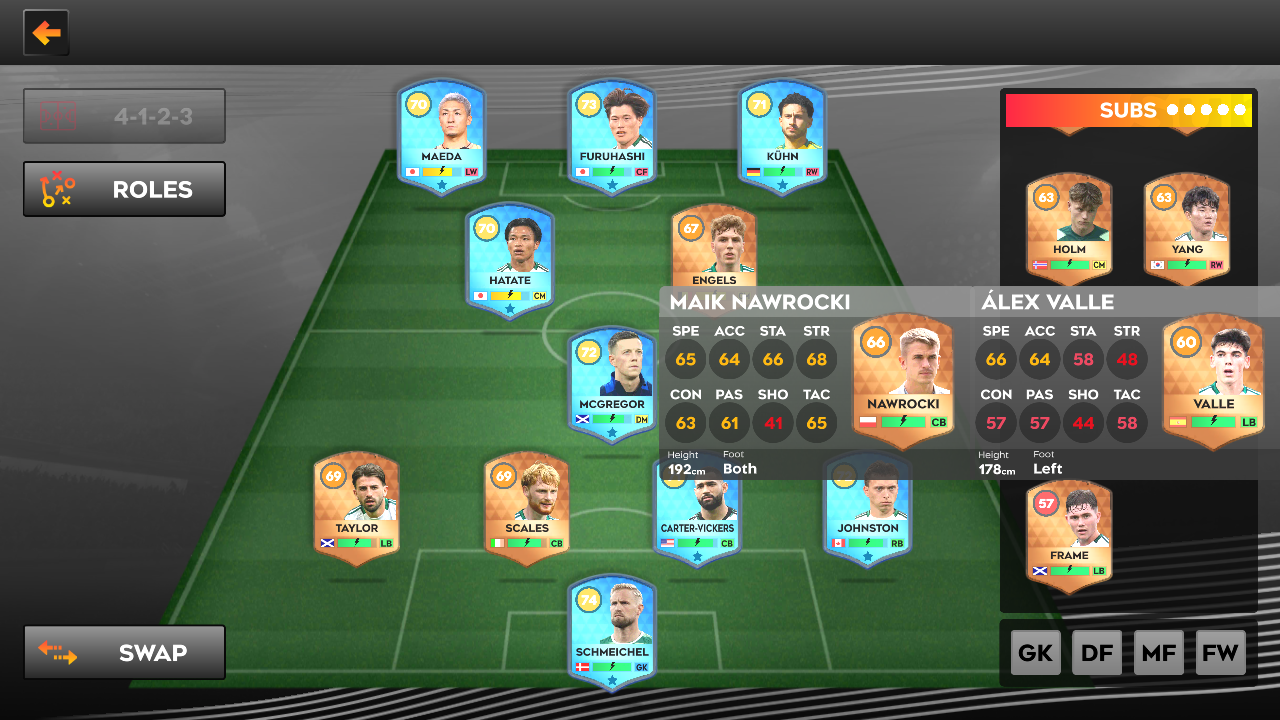 4-1-2-3
ROLES
SUBS
70
MAEDA
LW
73
FURUHASHI
CF
71
KÜHN
RW
63
HOLM
CM
63
YANG
RW
70
HATATE
CM
67
ENGELS
MAIK NAWROCKI
SPE ACC STA STR
65 64 66 68
CON PAS SHO TAC
63 61 41 65
Height Foot
192cm Both
66
NAWROCKI
CB
ÁLEX VALLE
SPE ACC STA STR
66 64 58 48
CON PAS SHO TAC
57 57 44 58
Height Foot
178cm Left
60
VALLE
LB
72
MCGREGOR
DM
69
TAYLOR
LB
69
SCALES
CB
CARTER-VICKERS
CB
JOHNSTON
RB
57
FRAME
LB
74
SCHMEICHEL
GK
SWAP
GK DF MF FW